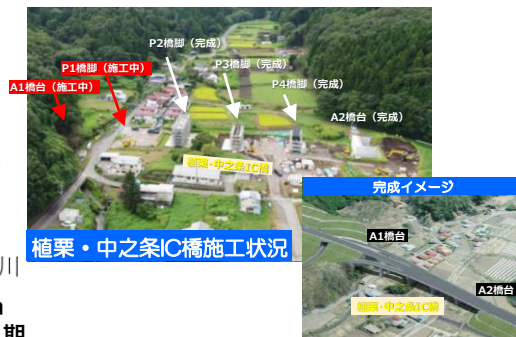 P2橋脚（完成）
P1橋脚（施工中）
P3橋脚（完成）
A1橋台（施工中）
P4橋脚（完成）
A2橋台（完成）
植栗・中之条IC橋
完成イメージ
植栗・中之条IC橋施工状況
A1橋台
A2橋台
植栗・中之条IC橋
川
n
期